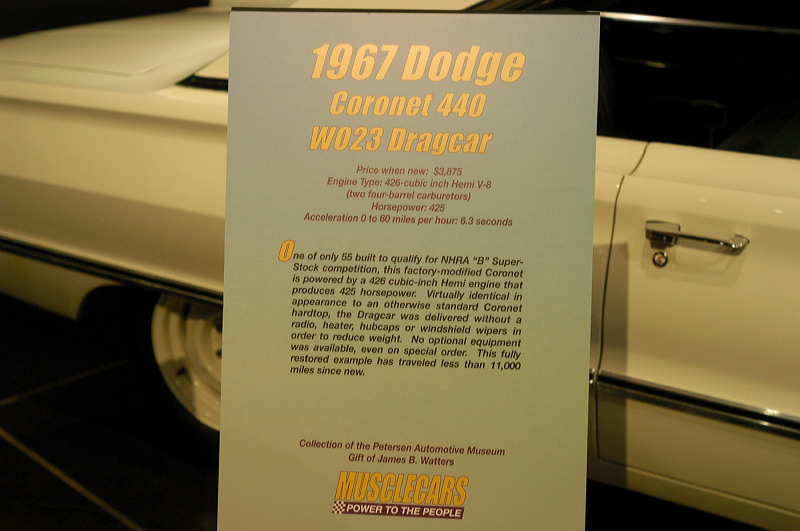 1967 Dodge
Coronet 440
WO23 Dragcar
Price when new: $3,875
Engine Type: 426-cubic inch Hemi V-8
(two four-barrel carburetors)
Horsepower: 425
Acceleration 0 to 60 miles per hour: 6.3 seconds
One of only 55 built to qualify for NHRA "B" Super-
Stock competition, this factory-modified Coronet
is powered by a 426 cubic-inch Hemi engine that
produces 425 horsepower. Virtually identical in
appearance to an otherwise standard Coronet
hardtop, the Dragcar was delivered without a
radio, heater, hubcaps or windshield wipers in
order to reduce weight. No optional equipment
was available, even on special order. This fully
restored example has traveled less than 11,000
miles since new.
Collection of the Petersen Automotive Museum
Gift of James B. Watters
MUSCLECARS
POWER TO THE PEOPLE